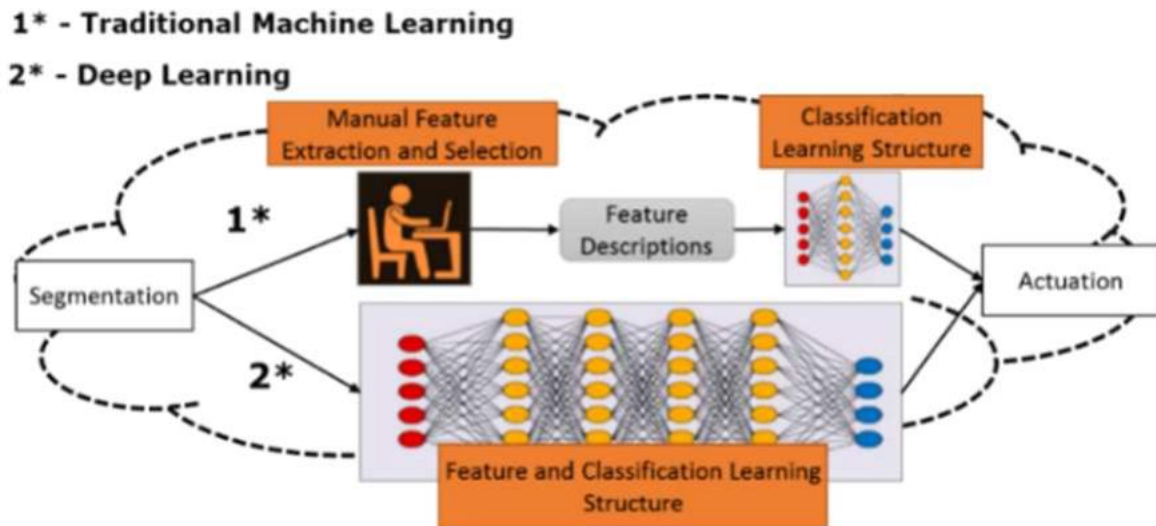 1* - Traditional Machine Learning
2* - Deep Learning
Manual Feature
Extraction and Selection
Classification
Learning Structure
1*
Feature
Descriptions
Segmentation
Actuation
2*
Feature and Classification Learning
Structure